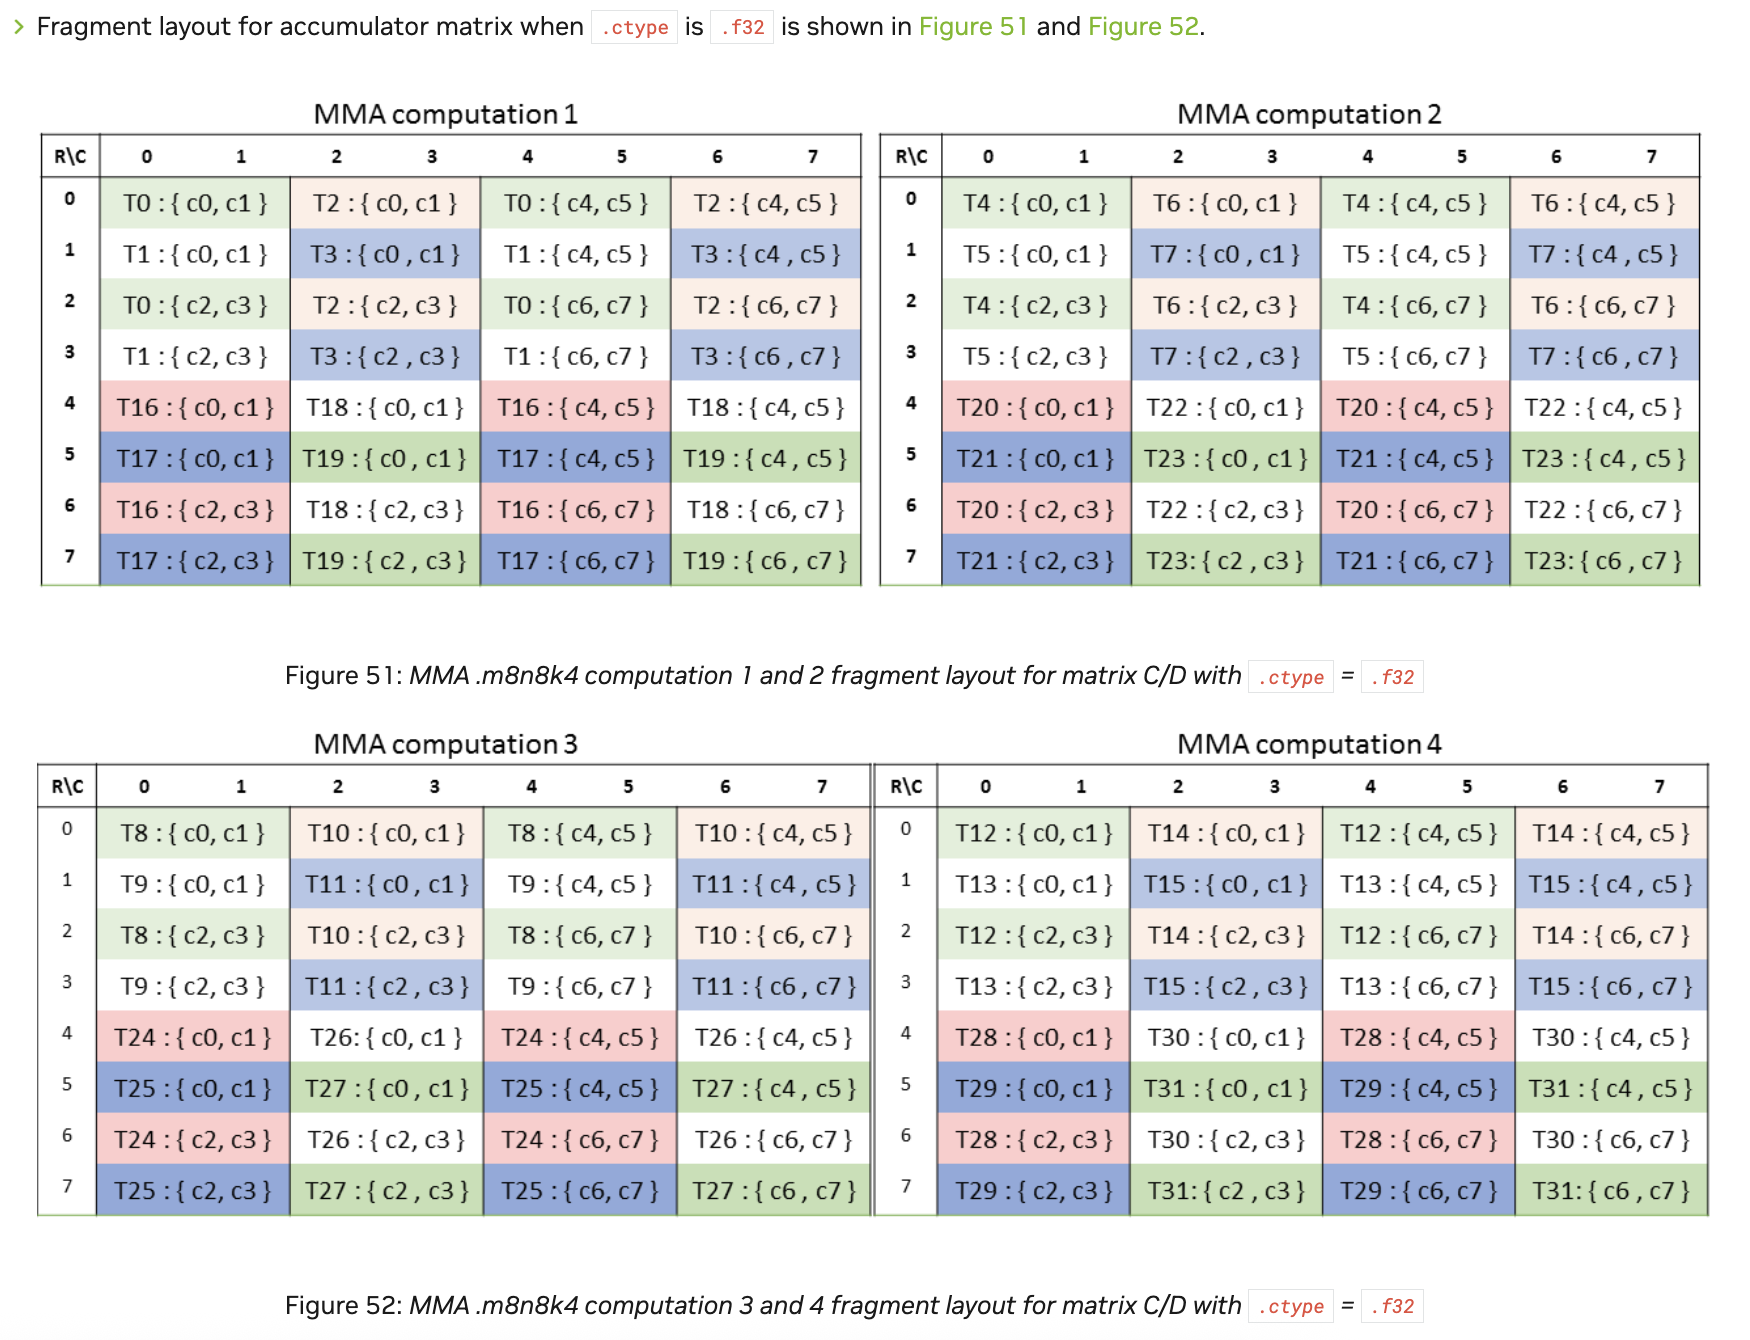 Fragment layout for accumulator matrix when .ctype is .f32 is shown in Figure 51 and Figure 52.
MMA computation 1
R\C 0 1 2 3 4 5 6 7
0 T0 :{ c0, c1 } T2 :{ c0, c1 } T0 :{ c4, c5 } T2 :{ c4, c5 }
1 T1 :{ c0, c1 } T3 :{ c0 , c1 } T1 :{ c4, c5 } T3 :{ c4 , c5 }
2 T0 :{ c2, c3 } T2 :{ c2, c3 } T0 :{ c6, c7 } T2 :{ c6, c7 }
3 T1 :{ c2, c3 } T3 :{ c2 , c3 } T1 :{ c6, c7 } T3 :{ c6 , c7 }
4 T16 :{ c0, c1 } T18 :{ c0, c1 } T16 :{ c4, c5 } T18 :{ c4, c5 }
5 T17 :{ c0, c1 } T19 :{ c0 , c1 } T17 :{ c4, c5 } T19 :{ c4 , c5 }
6 T16 :{ c2, c3 } T18 :{ c2, c3 } T16 :{ c6, c7 } T18 :{ c6, c7 }
7 T17 :{ c2, c3 } T19 :{ c2 , c3 } T17 :{ c6, c7 } T19 :{ c6 , c7 }
MMA computation 2
R\C 0 1 2 3 4 5 6 7
0 T4 :{ c0, c1 } T6 :{ c0, c1 } T4 :{ c4, c5 } T6 :{ c4, c5 }
1 T5 :{ c0, c1 } T7 :{ c0 , c1 } T5 :{ c4, c5 } T7 :{ c4 , c5 }
2 T4 :{ c2, c3 } T6 :{ c2, c3 } T4 :{ c6, c7 } T6 :{ c6, c7 }
3 T5 :{ c2, c3 } T7 :{ c2 , c3 } T5 :{ c6, c7 } T7 :{ c6 , c7 }
4 T20 :{ c0, c1 } T22 :{ c0, c1 } T20 :{ c4, c5 } T22 :{ c4, c5 }
5 T21 :{ c0, c1 } T23 :{ c0 , c1 } T21 :{ c4, c5 } T23 :{ c4 , c5 }
6 T20 :{ c2, c3 } T22 :{ c2, c3 } T20 :{ c6, c7 } T22 :{ c6, c7 }
7 T21 :{ c2, c3 } T23: { c2 , c3 } T21 :{ c6, c7 } T23: { c6 , c7 }
Figure 51: MMA .m8n8k4 computation 1 and 2 fragment layout for matrix C/D with .ctype = .f32
MMA computation 3
R\C 0 1 2 3 4 5 6 7
0 T8 :{ c0, c1 } T10 :{ c0, c1 } T8 :{ c4, c5 } T10 :{ c4, c5 }
1 T9 :{ c0, c1 } T11 :{ c0 , c1 } T9 :{ c4, c5 } T11 :{ c4 , c5 }
2 T8 :{ c2, c3 } T10 :{ c2, c3 } T8 :{ c6, c7 } T10 :{ c6, c7 }
3 T9 :{ c2, c3 } T11 :{ c2 , c3 } T9 :{ c6, c7 } T11 :{ c6 , c7 }
4 T24 :{ c0, c1 } T26: { c0, c1 } T24 :{ c4, c5 } T26 :{ c4, c5 }
5 T25 :{ c0, c1 } T27 :{ c0 , c1 } T25 :{ c4, c5 } T27 :{ c4 , c5 }
6 T24 :{ c2, c3 } T26 :{ c2, c3 } T24 :{ c6, c7 } T26 :{ c6, c7 }
7 T25 :{ c2, c3 } T27 :{ c2 , c3 } T25 :{ c6, c7 } T27 :{ c6 , c7 }
MMA computation 4
R\C 0 1 2 3 4 5 6 7
0 T12 :{ c0, c1 } T14 :{ c0, c1 } T12 :{ c4, c5 } T14 :{ c4, c5 }
1 T13 :{ c0, c1 } T15 :{ c0 , c1 } T13 :{ c4, c5 } T15 :{ c4 , c5 }
2 T12 :{ c2, c3 } T14 :{ c2, c3 } T12 :{ c6, c7 } T14 :{ c6, c7 }
3 T13 :{ c2, c3 } T15 :{ c2 , c3 } T13 :{ c6, c7 } T15 :{ c6 , c7 }
4 T28 :{ c0, c1 } T30 :{ c0, c1 } T28 :{ c4, c5 } T30 :{ c4, c5 }
5 T29 :{ c0, c1 } T31 :{ c0 , c1 } T29 :{ c4, c5 } T31 :{ c4 , c5 }
6 T28 :{ c2, c3 } T30 :{ c2, c3 } T28 :{ c6, c7 } T30 :{ c6, c7 }
7 T29 :{ c2, c3 } T31: { c2 , c3 } T29 :{ c6, c7 } T31: { c6 , c7 }
Figure 52: MMA .m8n8k4 computation 3 and 4 fragment layout for matrix C/D with .ctype = .f32